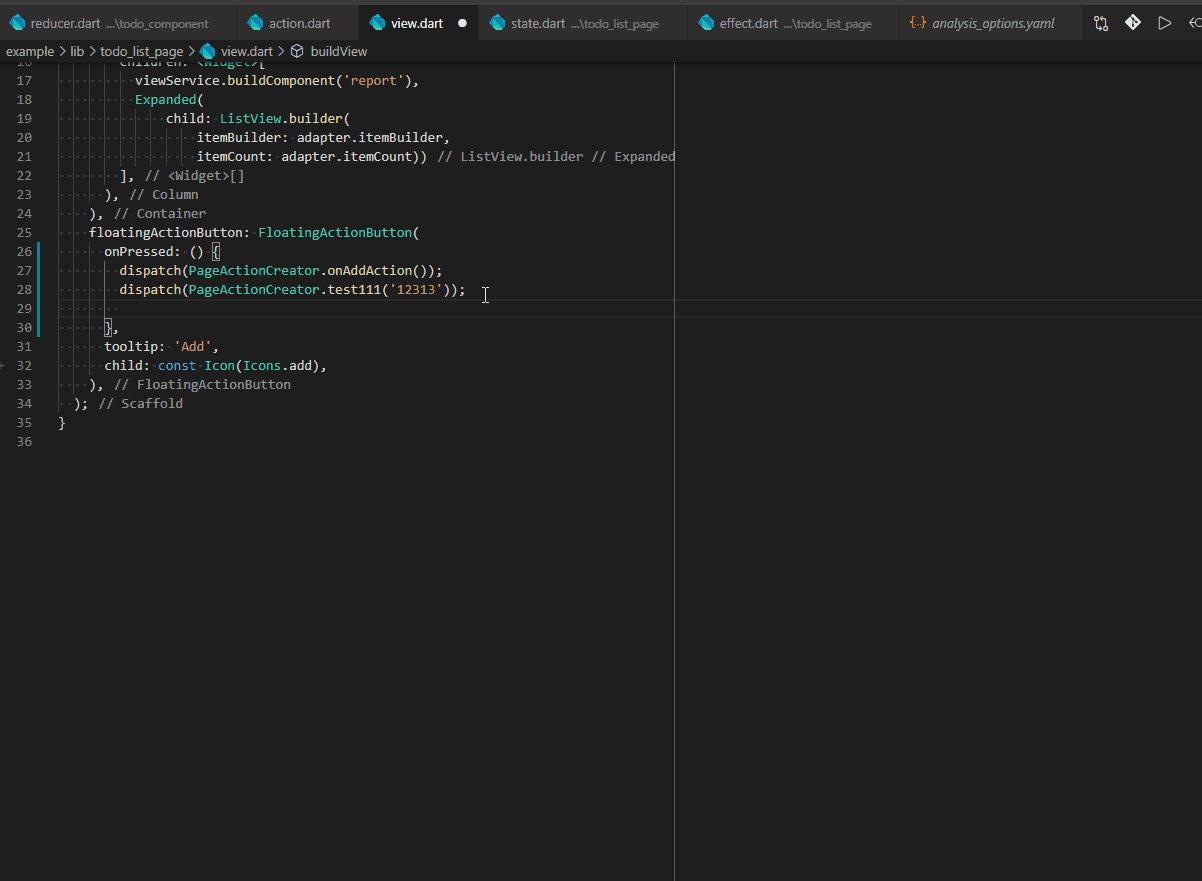 reducer.dart ...\todo_component action.dart view.dart state.dart ...\todo_list_page effect.dart ...\todo_list_page analysis_options.yaml
example > lib > todo_list_page > view.dart > buildView
16 children: <Widget>[
17 viewService.buildComponent('report'),
18 Expanded(
19 child: ListView.builder(
20 itemBuilder: adapter.itemBuilder,
21 itemCount: adapter.itemCount)) // ListView.builder // Expanded
22 ], // <Widget>[]
23 ), // Column
24 ), // Container
25 floatingActionButton: FloatingActionButton(
26 onPressed: () {
27 dispatch(PageActionCreator.onAddAction());
28 dispatch(PageActionCreator.test111('12313'));
29
30 },
31 tooltip: 'Add',
32 child: const Icon(Icons.add),
33 ), // FloatingActionButton
34 ); // Scaffold
35 }
36